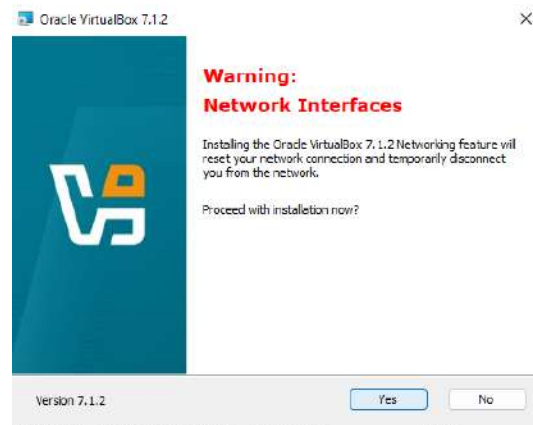 Oracle VirtualBox 7.1.2
Warning:
Network Interfaces
Installing the Oracle VirtualBox 7.1.2 Networking feature will
reset your network connection and temporarily disconnect
you from the network.
Proceed with installation now?
Version 7.1.2
Yes
No